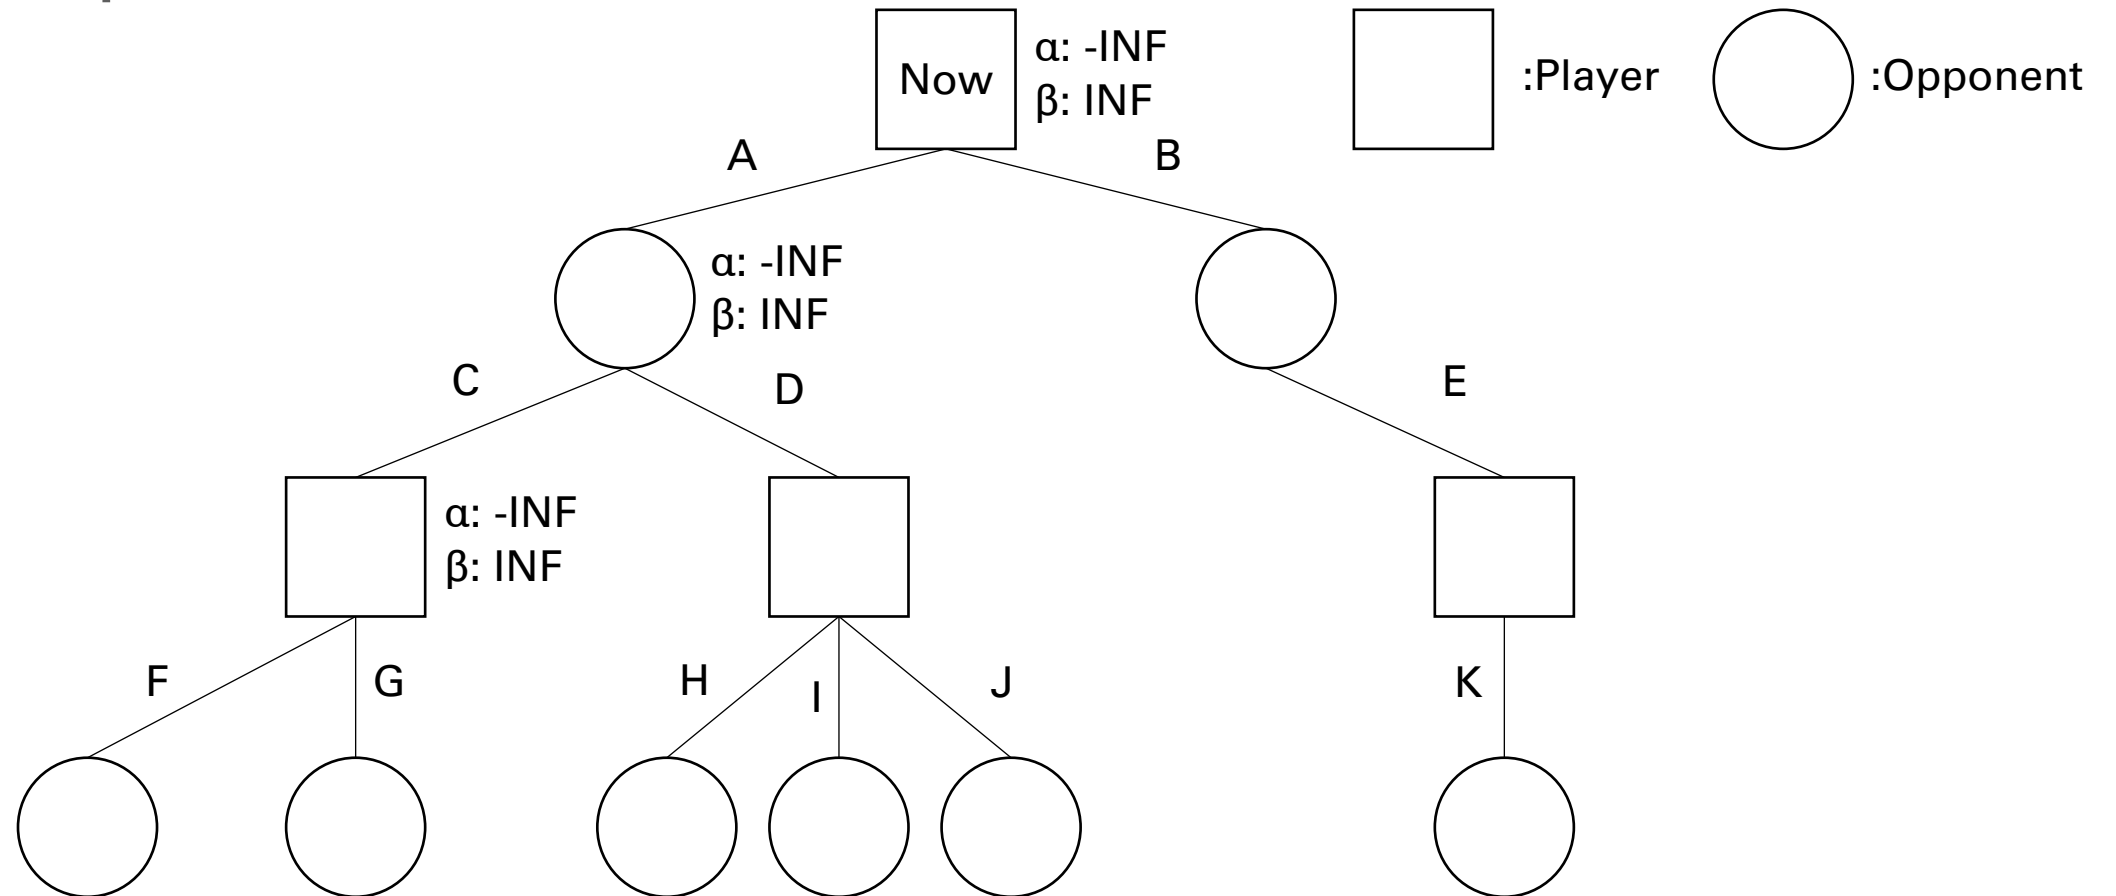 Now
α: -INF
β: INF
:Player
:Opponent
A
B
α: -INF
β: INF
C
D
E
α: -INF
β: INF
F
G
H
I
J
K